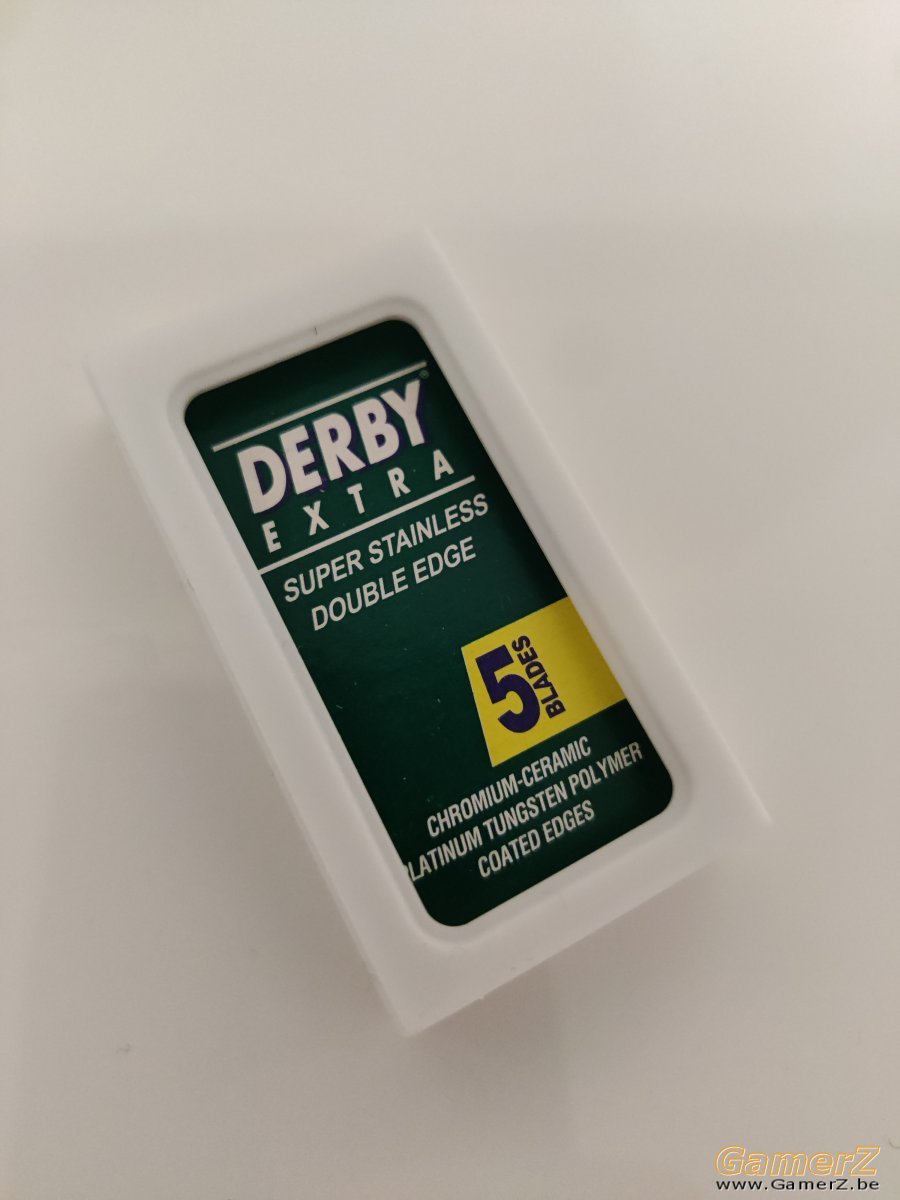 DERBY®
EXTRA
SUPER STAINLESS
DOUBLE EDGE
5
BLADES
CHROMIUM-CERAMIC
LATINUM TUNGSTEN POLYMER
COATED EDGES
GamerZ
www.GamerZ.be